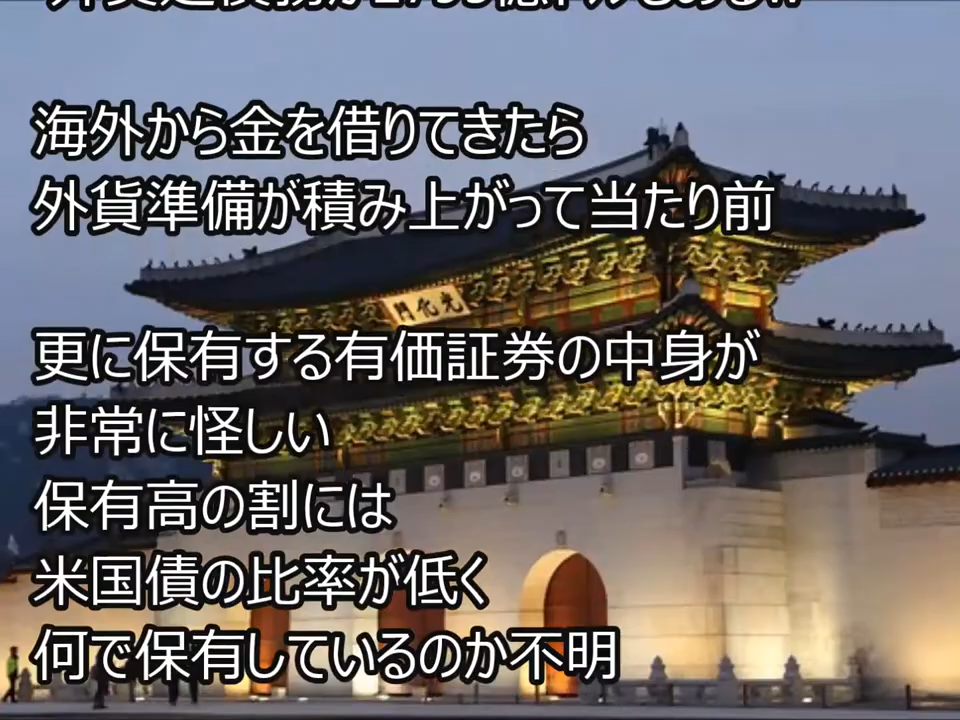 海外から金を借りてきたら
外貨準備が積み上がって当たり前
更に保有する有価証券の中身が
非常に怪しい
保有高の割には
米国債の比率が低く
何で保有しているのか不明
門化光